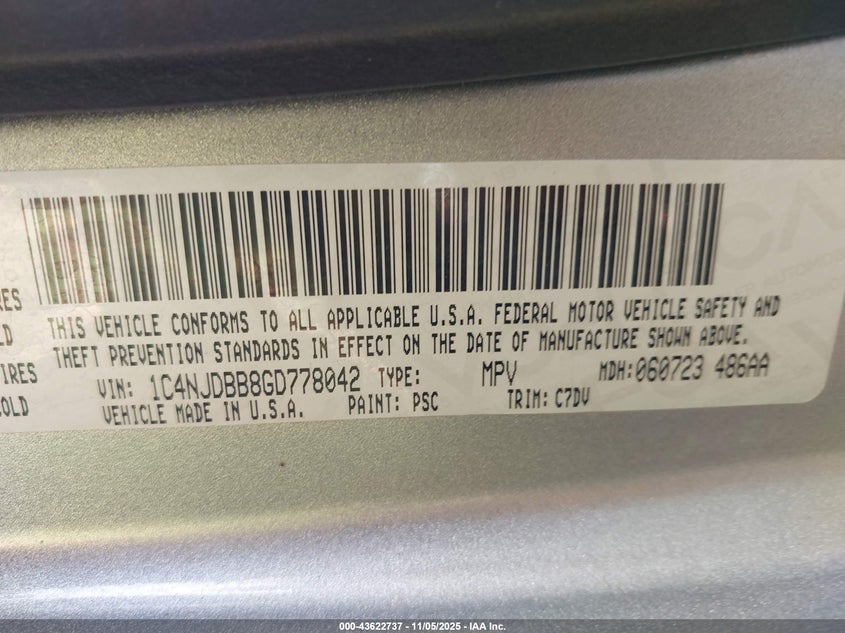 RES
LD
IRES
COLD
THIS VEHICLE CONFORMS TO ALL APPLICABLE U.S.A. FEDERAL MOTOR VEHICLE SAFETY AND
THEFT PREVENTION STANDARDS IN EFFECT ON THE DATE OF MANUFACTURE SHOWN ABOVE.
VIN: 1C4NJDBB8GD778042 TYPE: MPV MDH:060723 486AA
VEHICLE MADE IN U.S.A. PAINT: PSC TRIM: C7DV
000-43622737 - 11/05/2025 - IAA Inc.